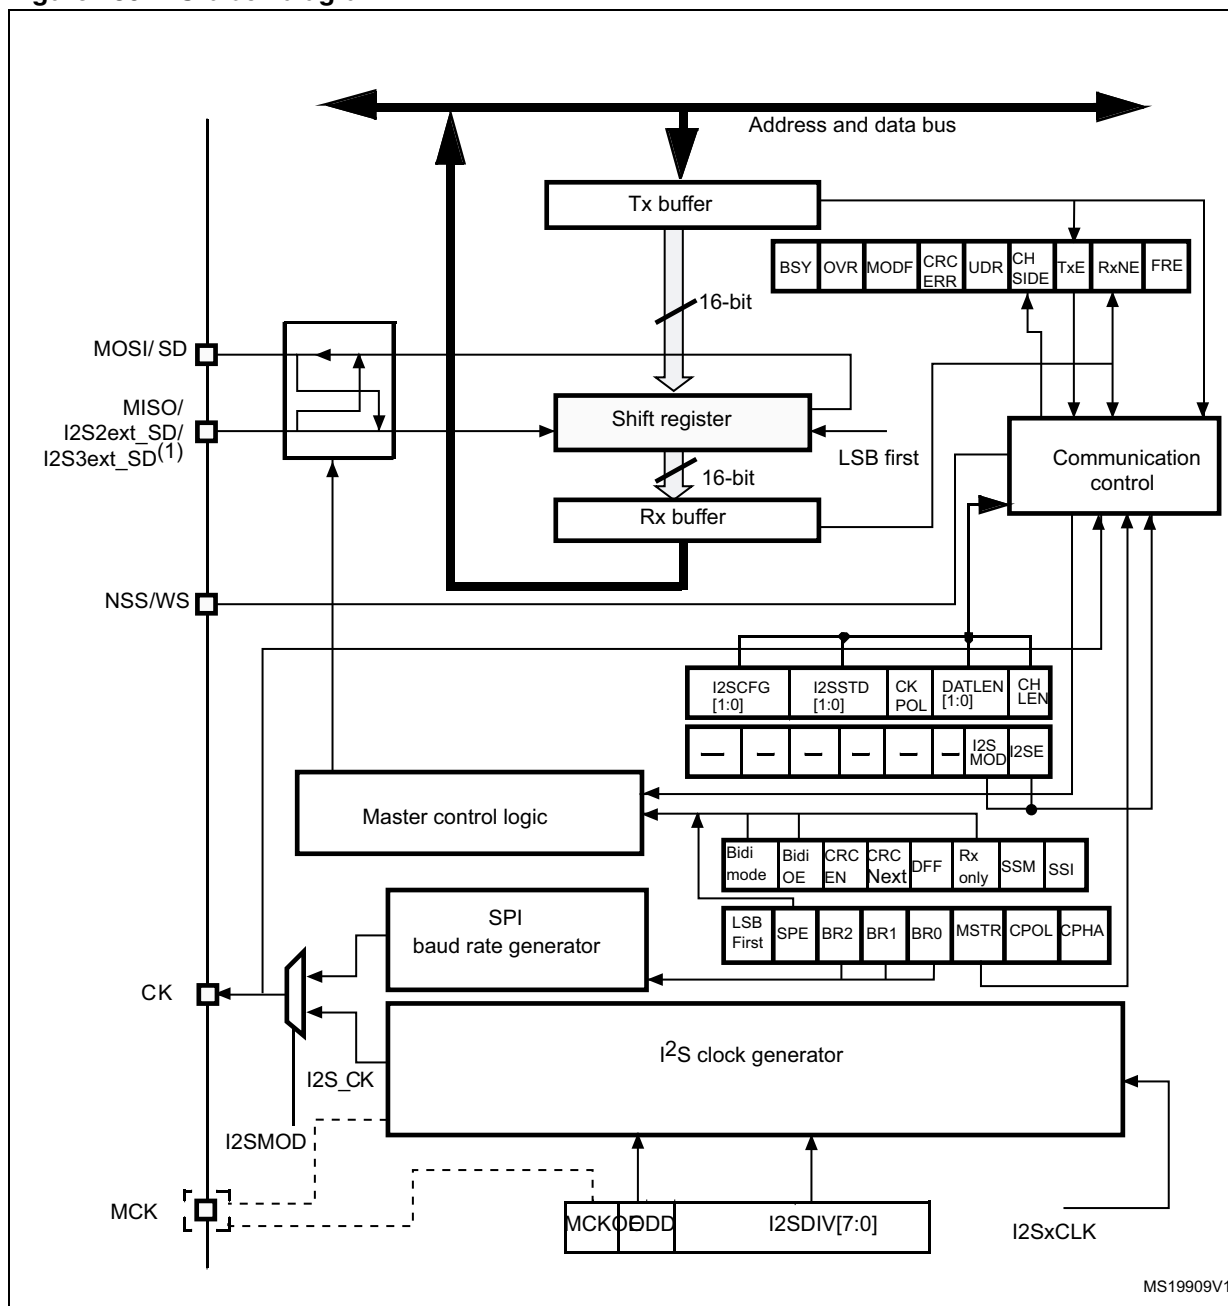 Address and data bus
Tx buffer
BSY
OVR
MODF
CRC
ERR
UDR
CH
SIDE
TxE
RxNE
FRE
16-bit
MOSI/ SD
MISO/
I2S2ext_SD/
I2S3ext_SD(1)
Shift register
LSB first
Communication
control
16-bit
Rx buffer
NSS/WS
I2SCFG
[1:0]
I2SSTD
[1:0]
CK
POL
DATLEN
[1:0]
CH
LEN
I2S
MOD
I2SE
Master control logic
Bidi
mode
Bidi
OE
CRC
EN
CRC
Next
DFF
Rx
only
SSM
SSI
SPI
baud rate generator
LSB
First
SPE
BR2
BR1
BR0
MSTR
CPOL
CPHA
CK
I2S clock generator
I2S_CK
I2SMOD
MCK
MCKOE
ODD
I2SDIV[7:0]
I2SxCLK
MS19909V1